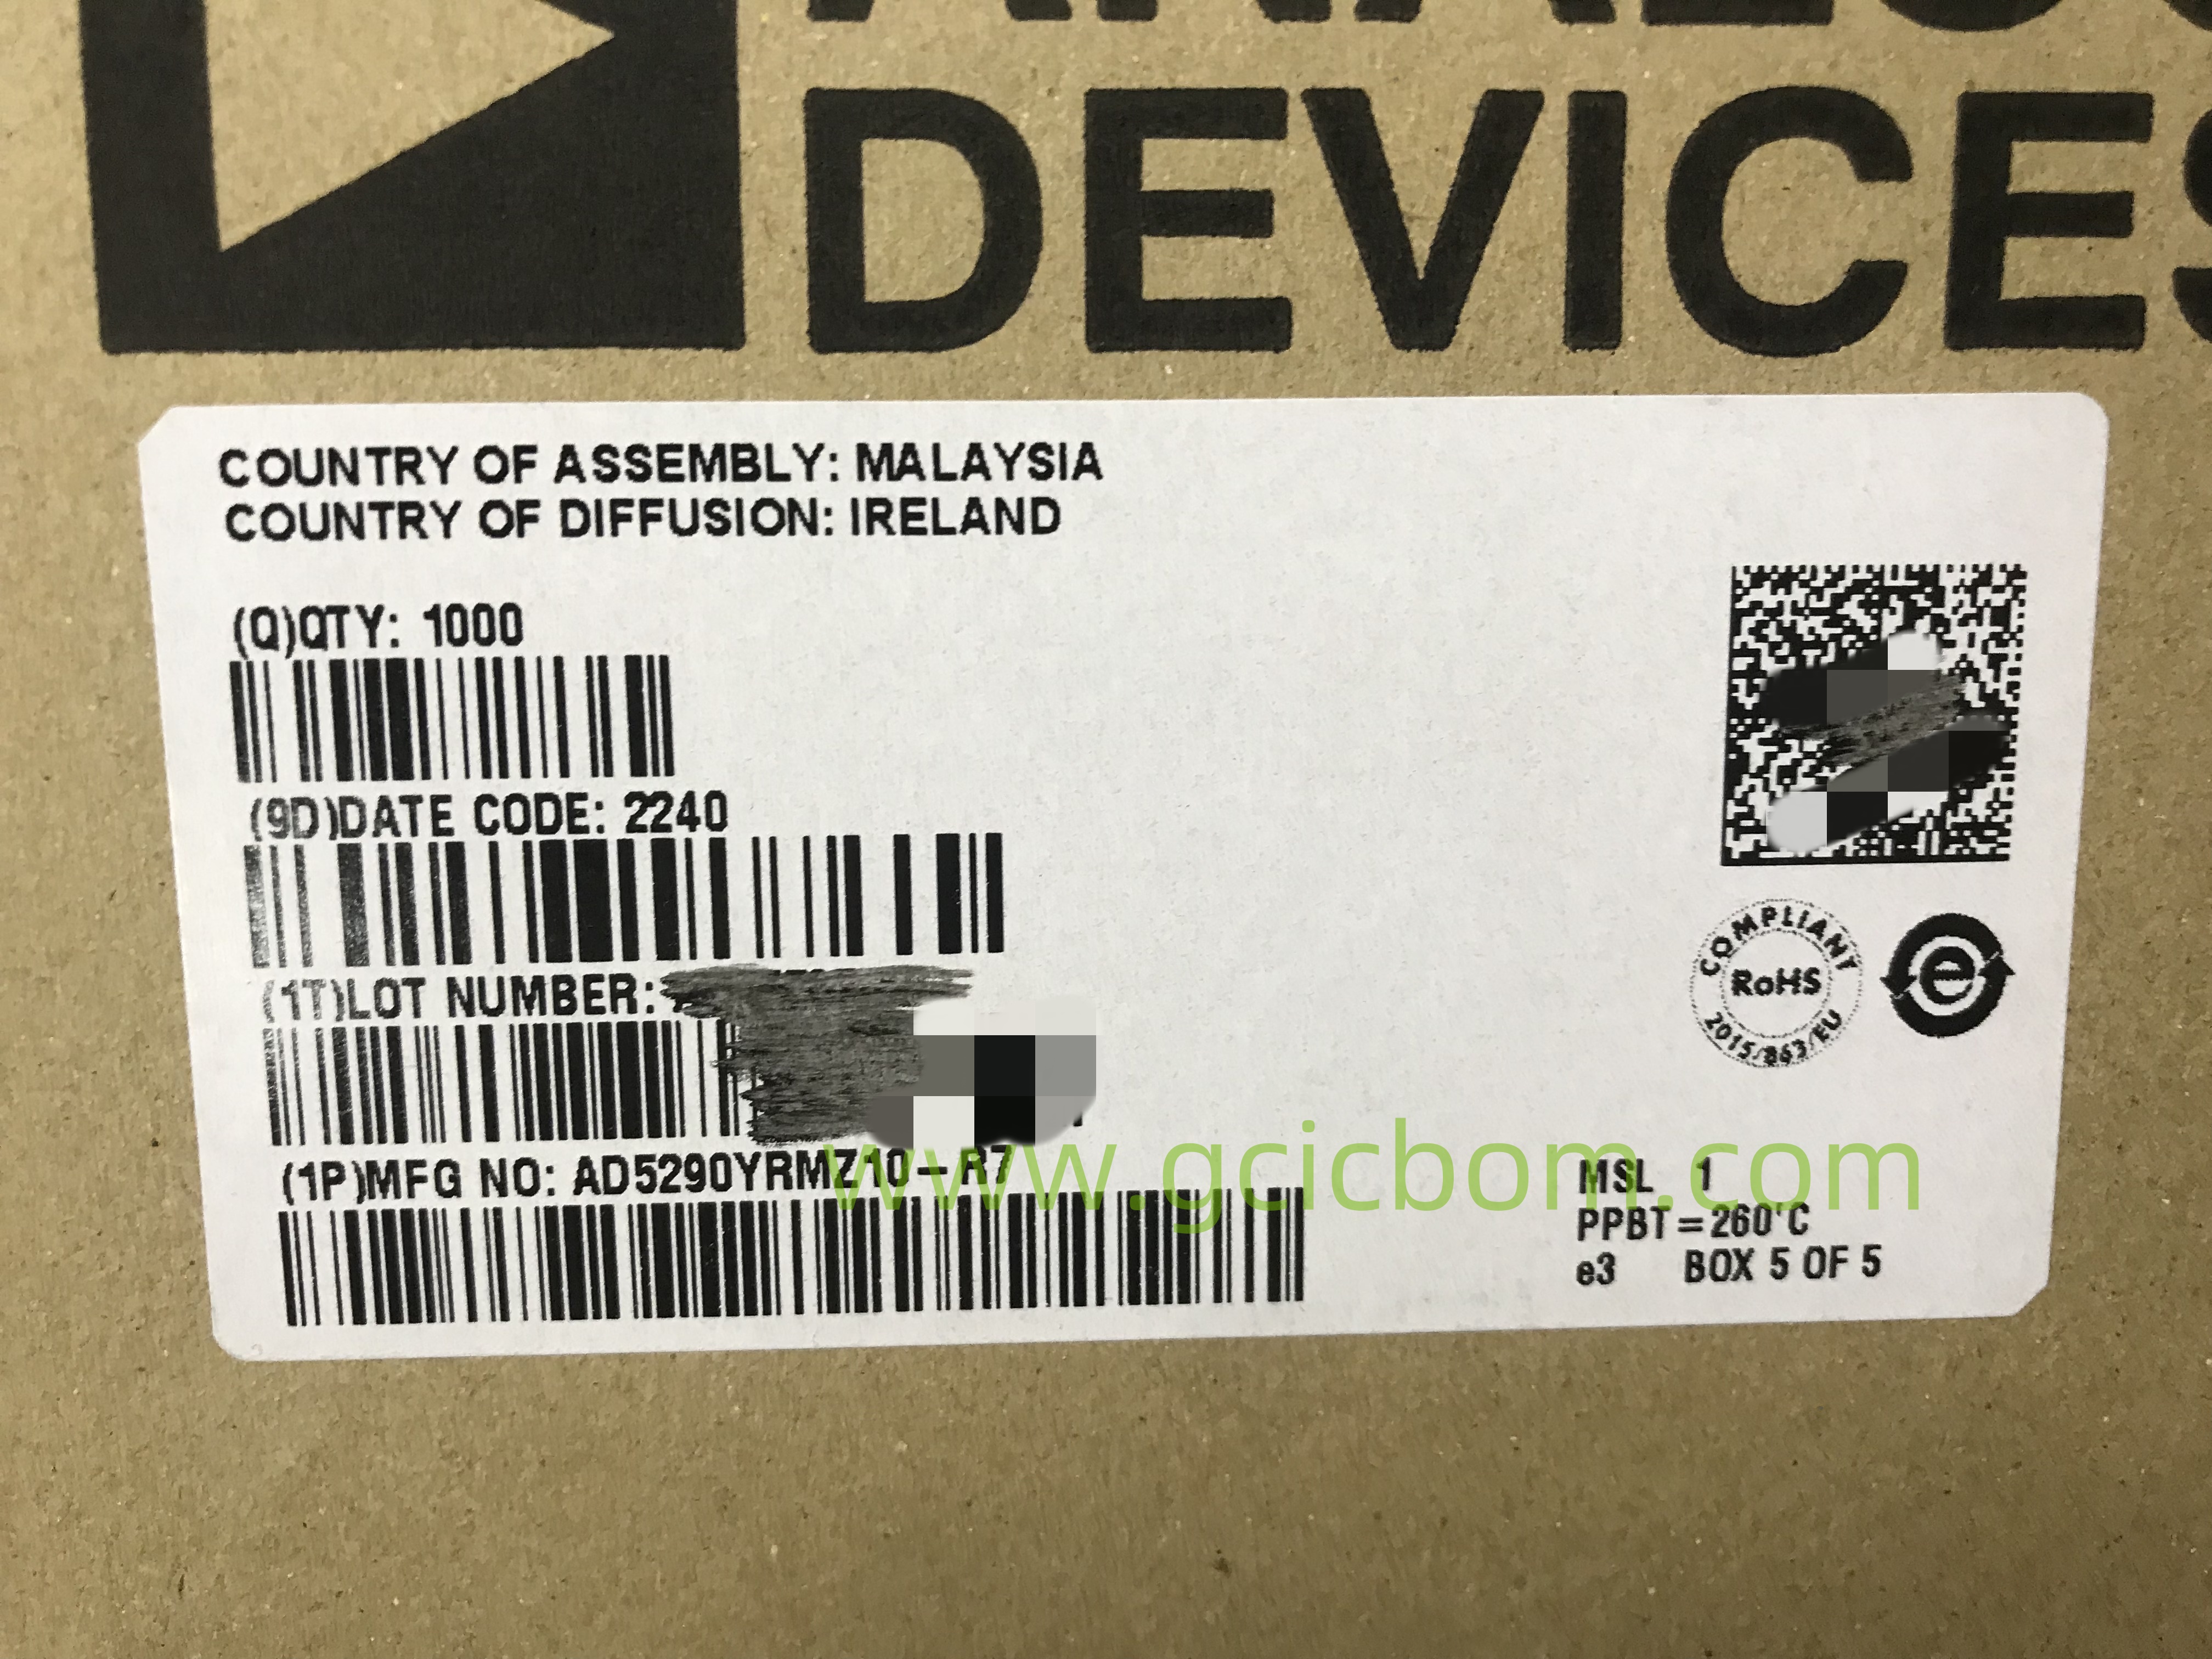 ANALOG
DEVICES
COUNTRY OF ASSEMBLY: MALAYSIA
COUNTRY OF DIFFUSION: IRELAND
(Q)QTY: 1000
(9D)DATE CODE: 2240
(1T)LOT NUMBER:
COMPLIANT
RoHS
2015/863/EU
e
(1P)MFG NO: AD5290YRMZ10-R7
www.gcicbom.com
MSL 1
PPBT=260°C
e3 BOX 5 OF 5